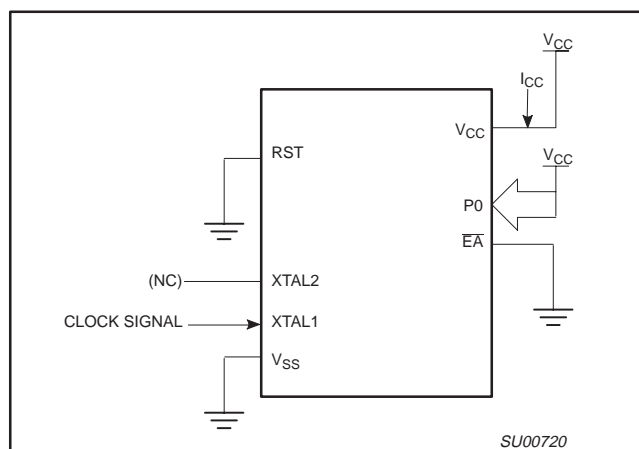 VCC
ICC
VCC
RST
VCC
P0
EA
(NC)
XTAL2
CLOCK SIGNAL
XTAL1
VSS
SU00720